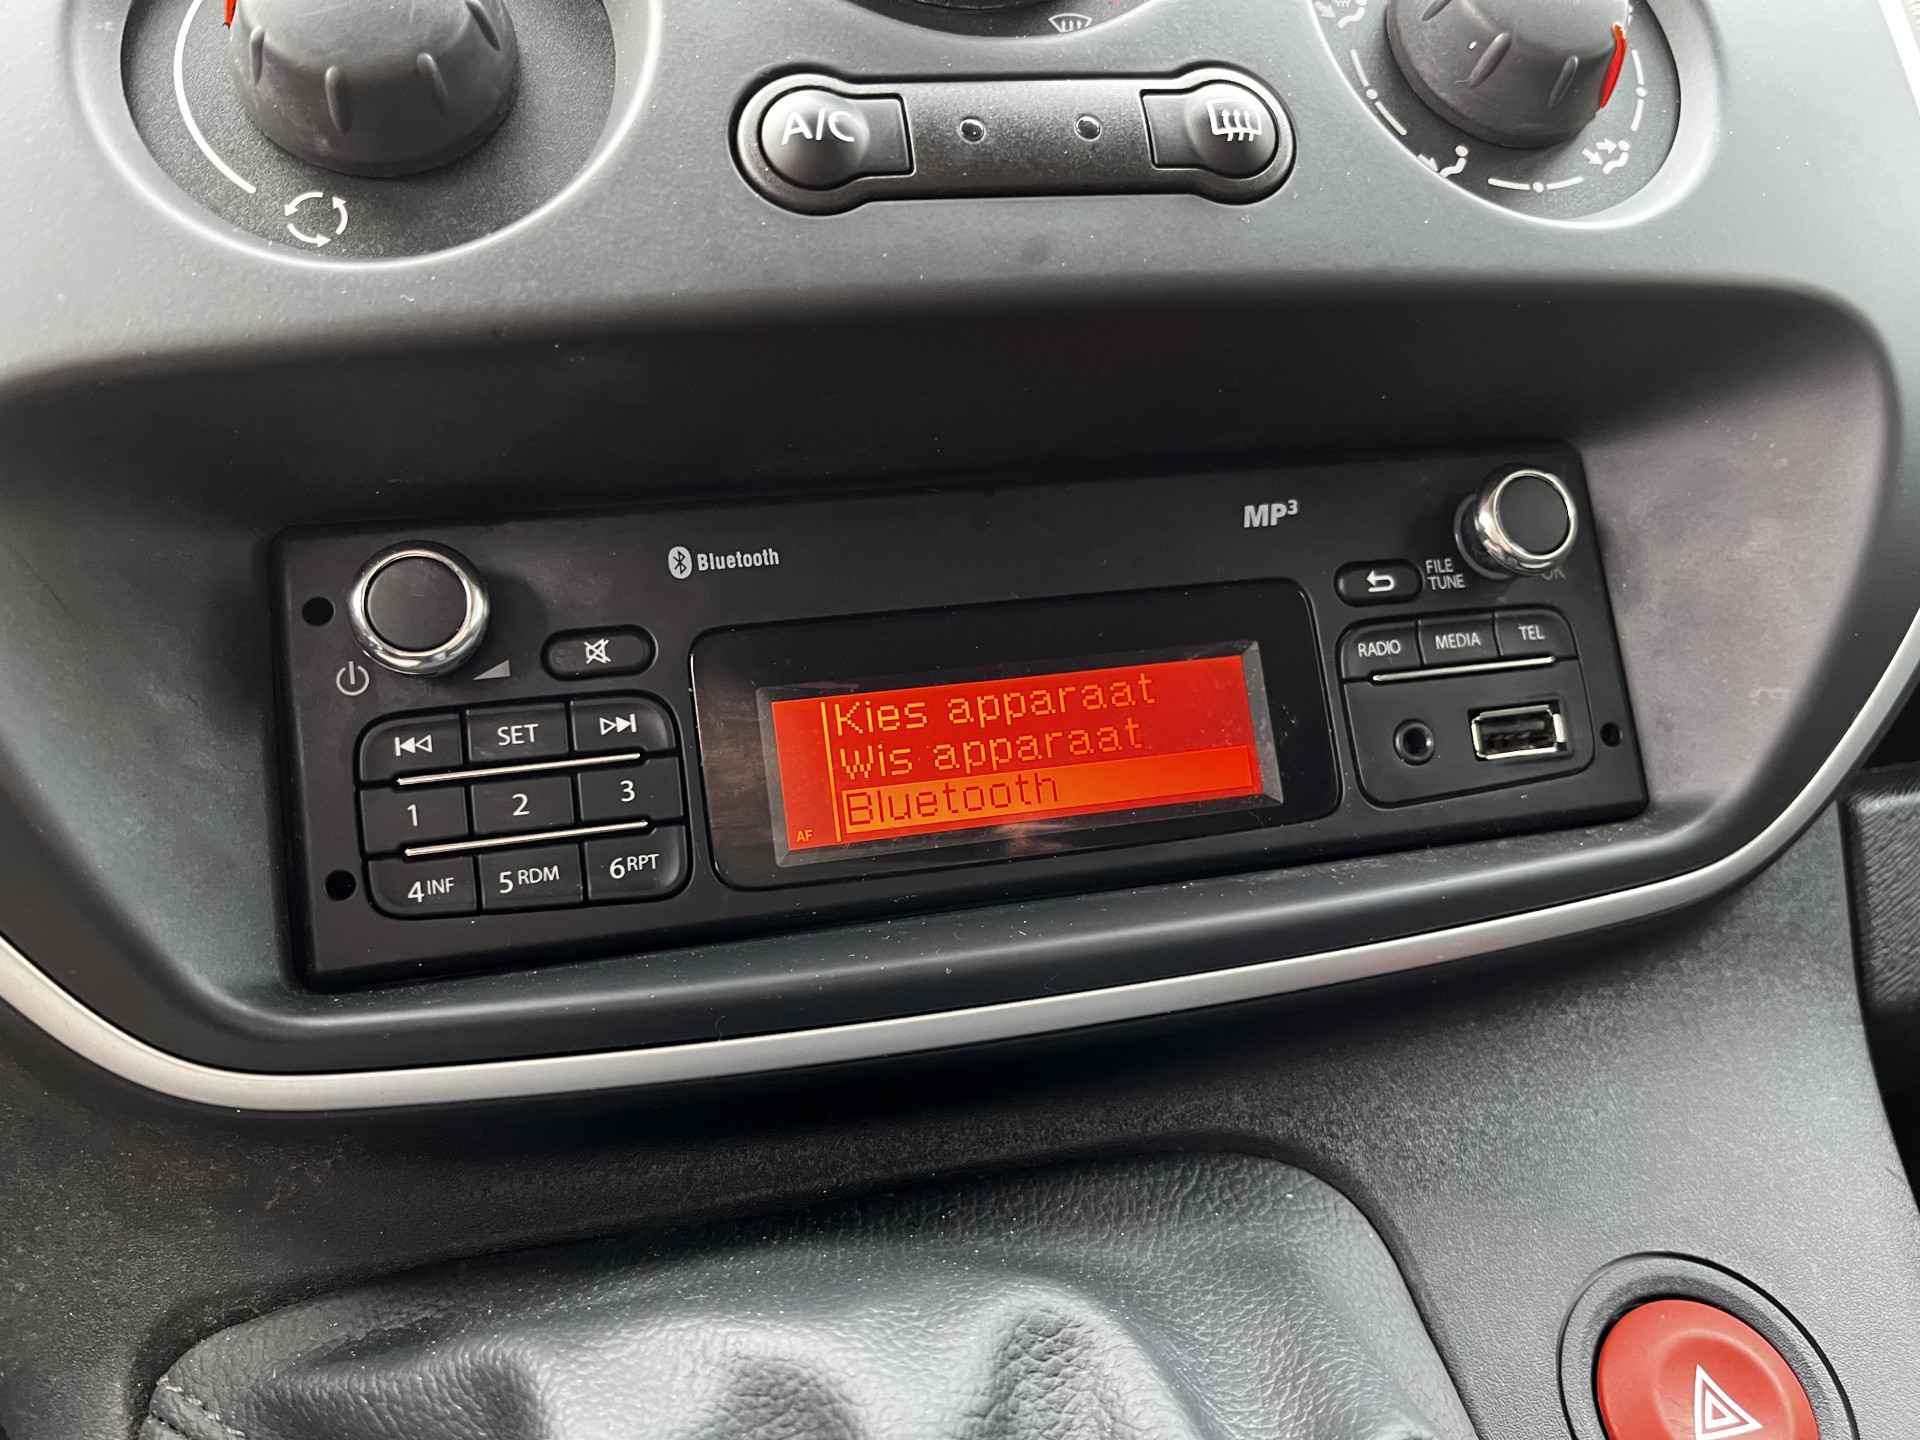 A/C
Bluetooth
MP3
FILE
TUNE
OK
RADIO MEDIA TEL
SET
1 2 3
4 INF 5 RDM 6 RPT
Kies apparaat
Wis apparaat
Bluetooth
AF